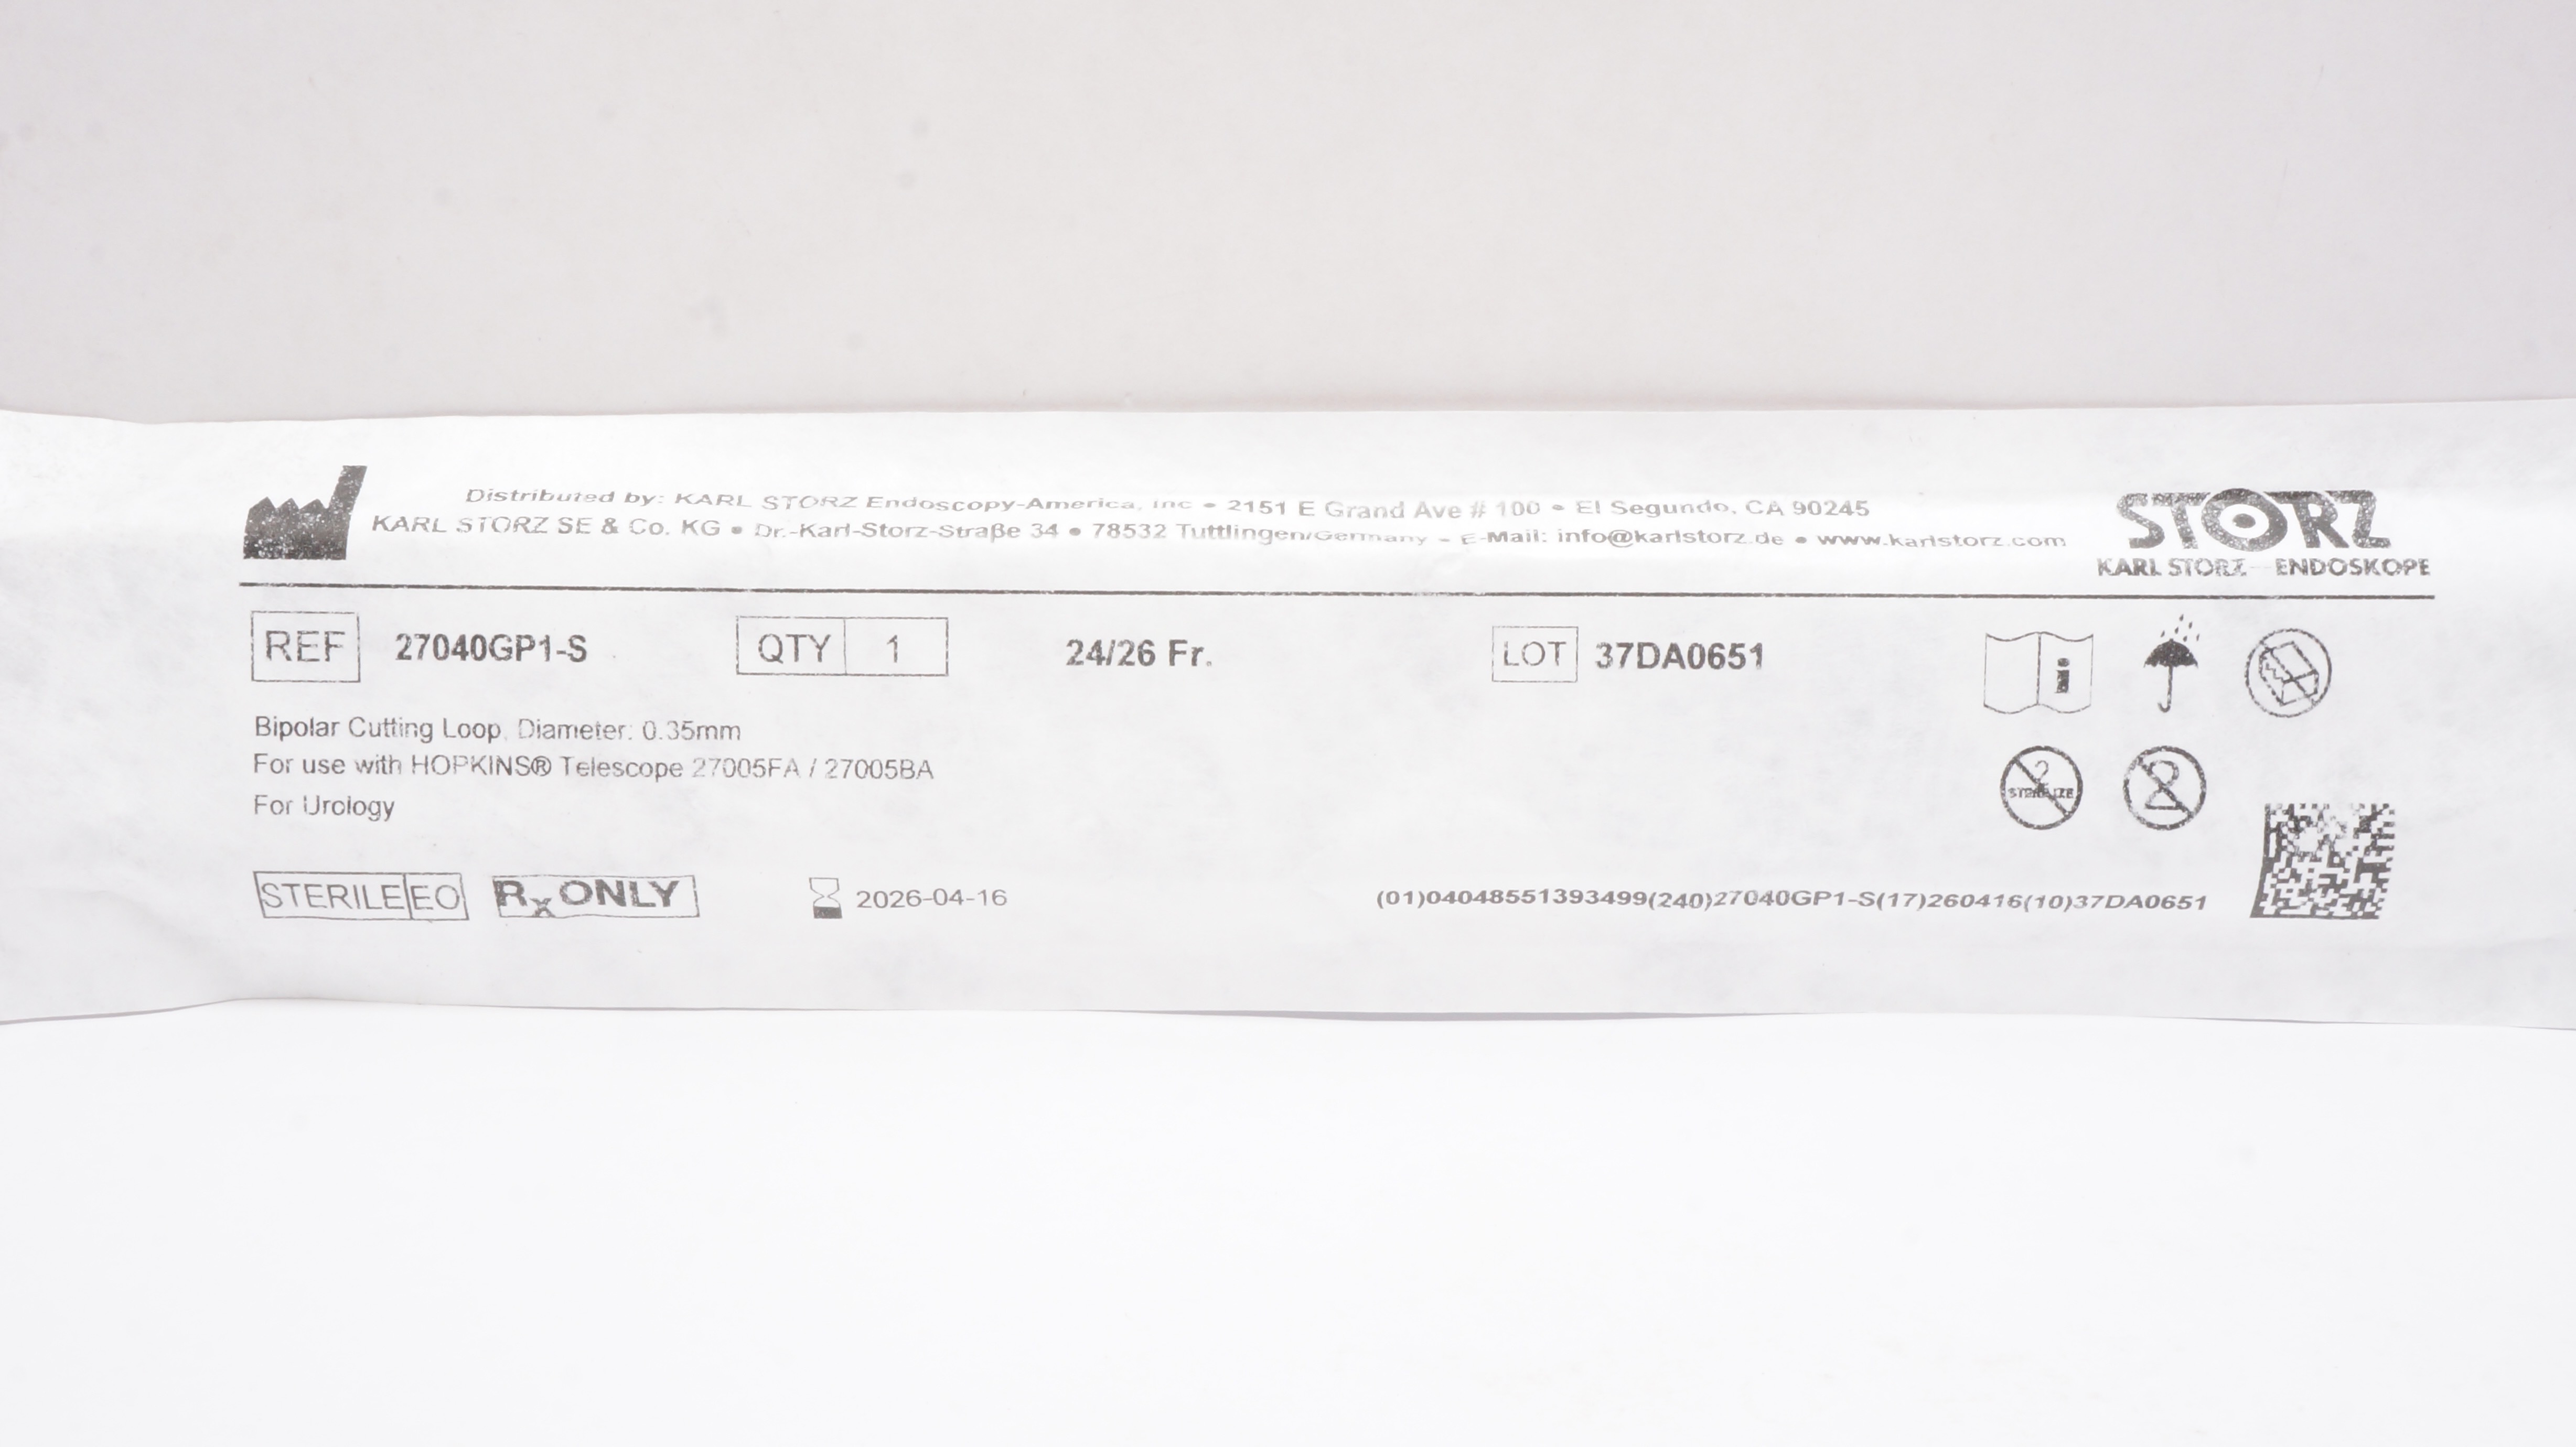 Distributed by: KARL STORZ Endoscopy-America, Inc • 2151 E Grand Ave # 100 • El Segundo, CA 90245
KARL STORZ SE & Co. KG • Dr.-Karl-Storz-Straße 34 • 78532 Tuttlingen/Germany - E-Mail: info@karlstorz.de • www.karlstorz.com
STORZ
KARL STORZ—ENDOSKOPE
REF 27040GP1-S QTY 1 24/26 Fr. LOT 37DA0651
i
Bipolar Cutting Loop, Diameter: 0.35mm
For use with HOPKINS® Telescope 27005FA / 27005BA
For Urology
2 STERILIZE 2
STERILE EO Rx ONLY 2026-04-16 (01)04048551393499(240)27040GP1-S(17)260416(10)37DA0651